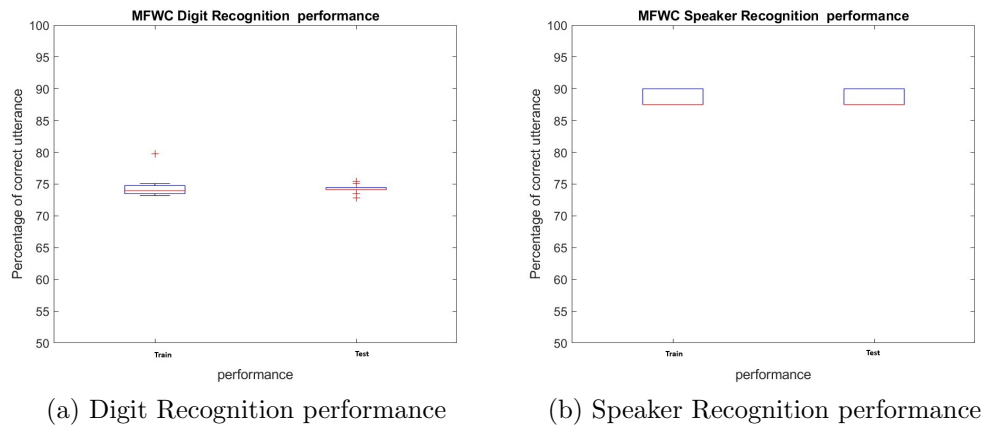 MFWC Digit Recognition performance
Percentage of correct utterance
100
95
90
85
80
75
70
65
60
55
50
Train Test
performance
(a) Digit Recognition performance
MFWC Speaker Recognition performance
Percentage of correct utterance
100
95
90
85
80
75
70
65
60
55
50
Train Test
performance
(b) Speaker Recognition performance